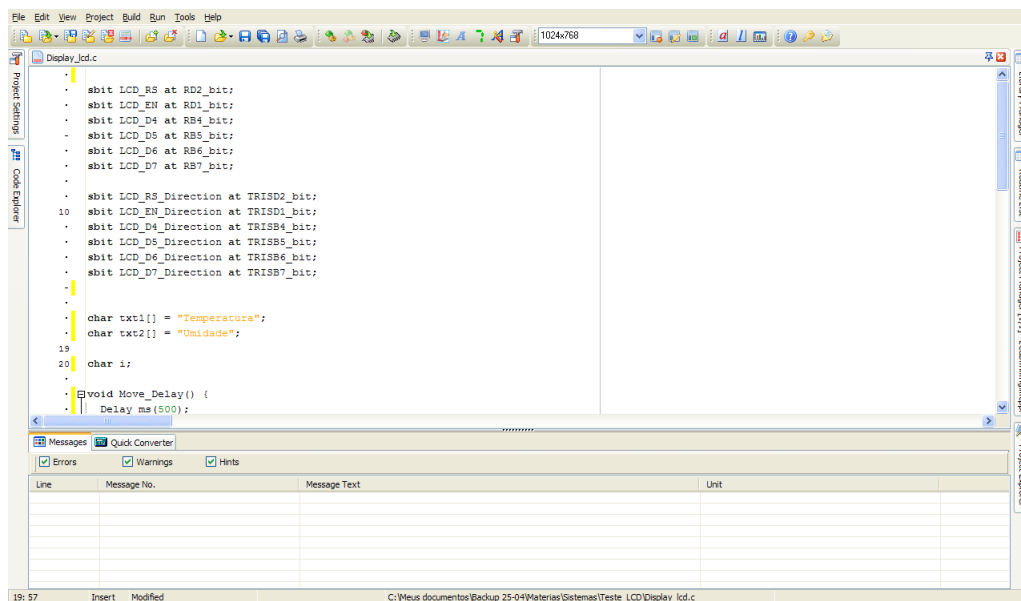 File Edit View Project Build Run Tools Help
1024x768
Display_lcd.c
Project Settings
Code Explorer
sbit LCD_RS at RD2_bit;
sbit LCD_EN at RD1_bit;
sbit LCD_D4 at RB4_bit;
sbit LCD_D5 at RB5_bit;
sbit LCD_D6 at RB6_bit;
sbit LCD_D7 at RB7_bit;
sbit LCD_RS_Direction at TRISD2_bit;
10 sbit LCD_EN_Direction at TRISD1_bit;
sbit LCD_D4_Direction at TRISB4_bit;
sbit LCD_D5_Direction at TRISB5_bit;
sbit LCD_D6_Direction at TRISB6_bit;
sbit LCD_D7_Direction at TRISB7_bit;
char txt1[] = "Temperatura";
char txt2[] = "Umidade";
19
20 char i;
void Move_Delay() {
Delay_ms(500);
Messages Quick Converter
Errors Warnings Hints
Line Message No. Message Text Unit
19: 57 Insert Modified C:\Meus documentos\Backup 25-04\Materias\Sistemas\Teste_LCD\Display_lcd.c